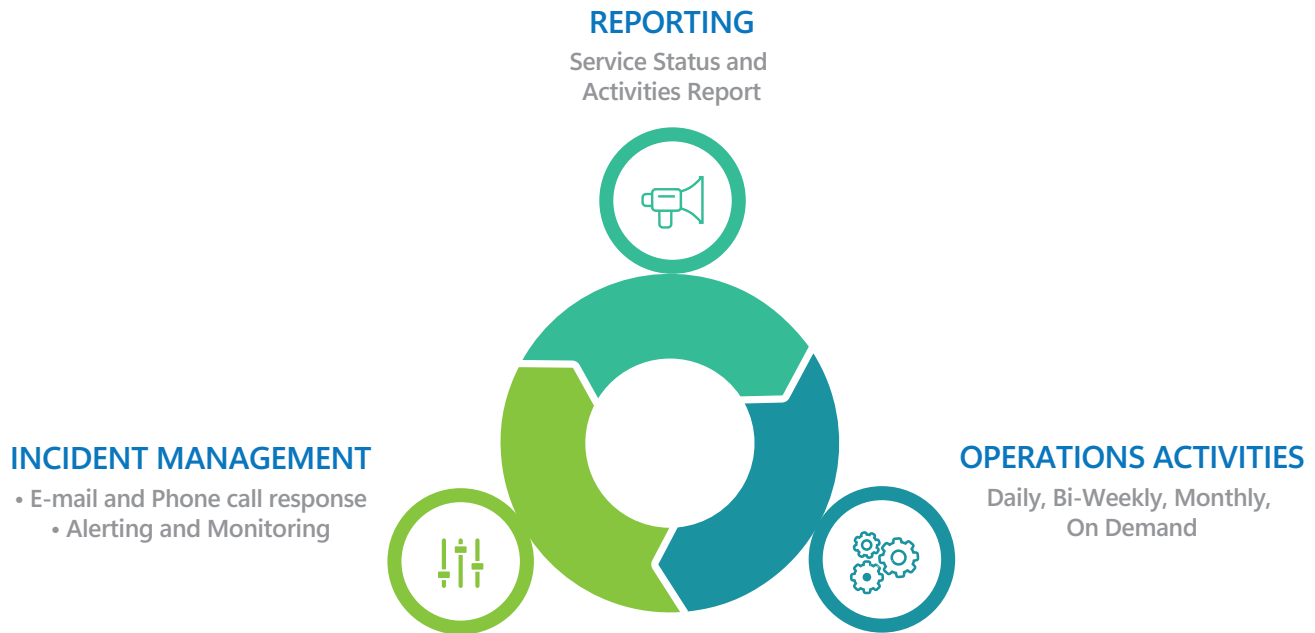 REPORTING
Service Status and
Activities Report
INCIDENT MANAGEMENT
• E-mail and Phone call response
• Alerting and Monitoring
OPERATIONS ACTIVITIES
Daily, Bi-Weekly, Monthly,
On Demand